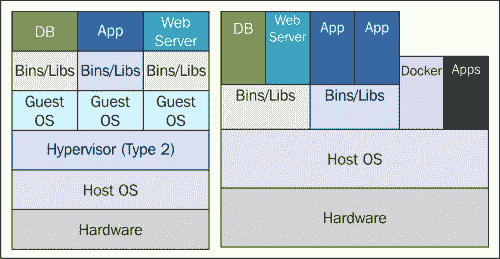 DB
App
Web
Server
Bins/Libs
Bins/Libs
Bins/Libs
Guest
OS
Guest
OS
Guest
OS
Hypervisor (Type 2)
Host OS
Hardware
DB
Web
Server
App
App
Bins/Libs
Bins/Libs
Docker
Apps
Host OS
Hardware